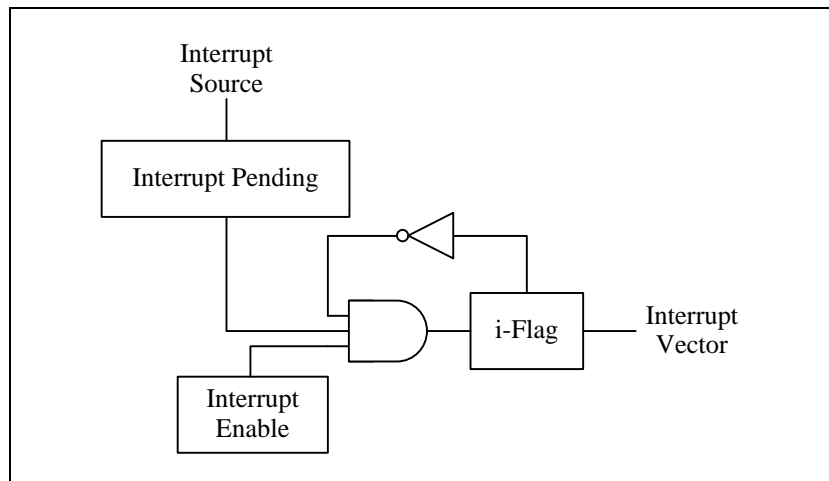 Interrupt
Source
Interrupt Pending
i-Flag
Interrupt
Vector
Interrupt
Enable